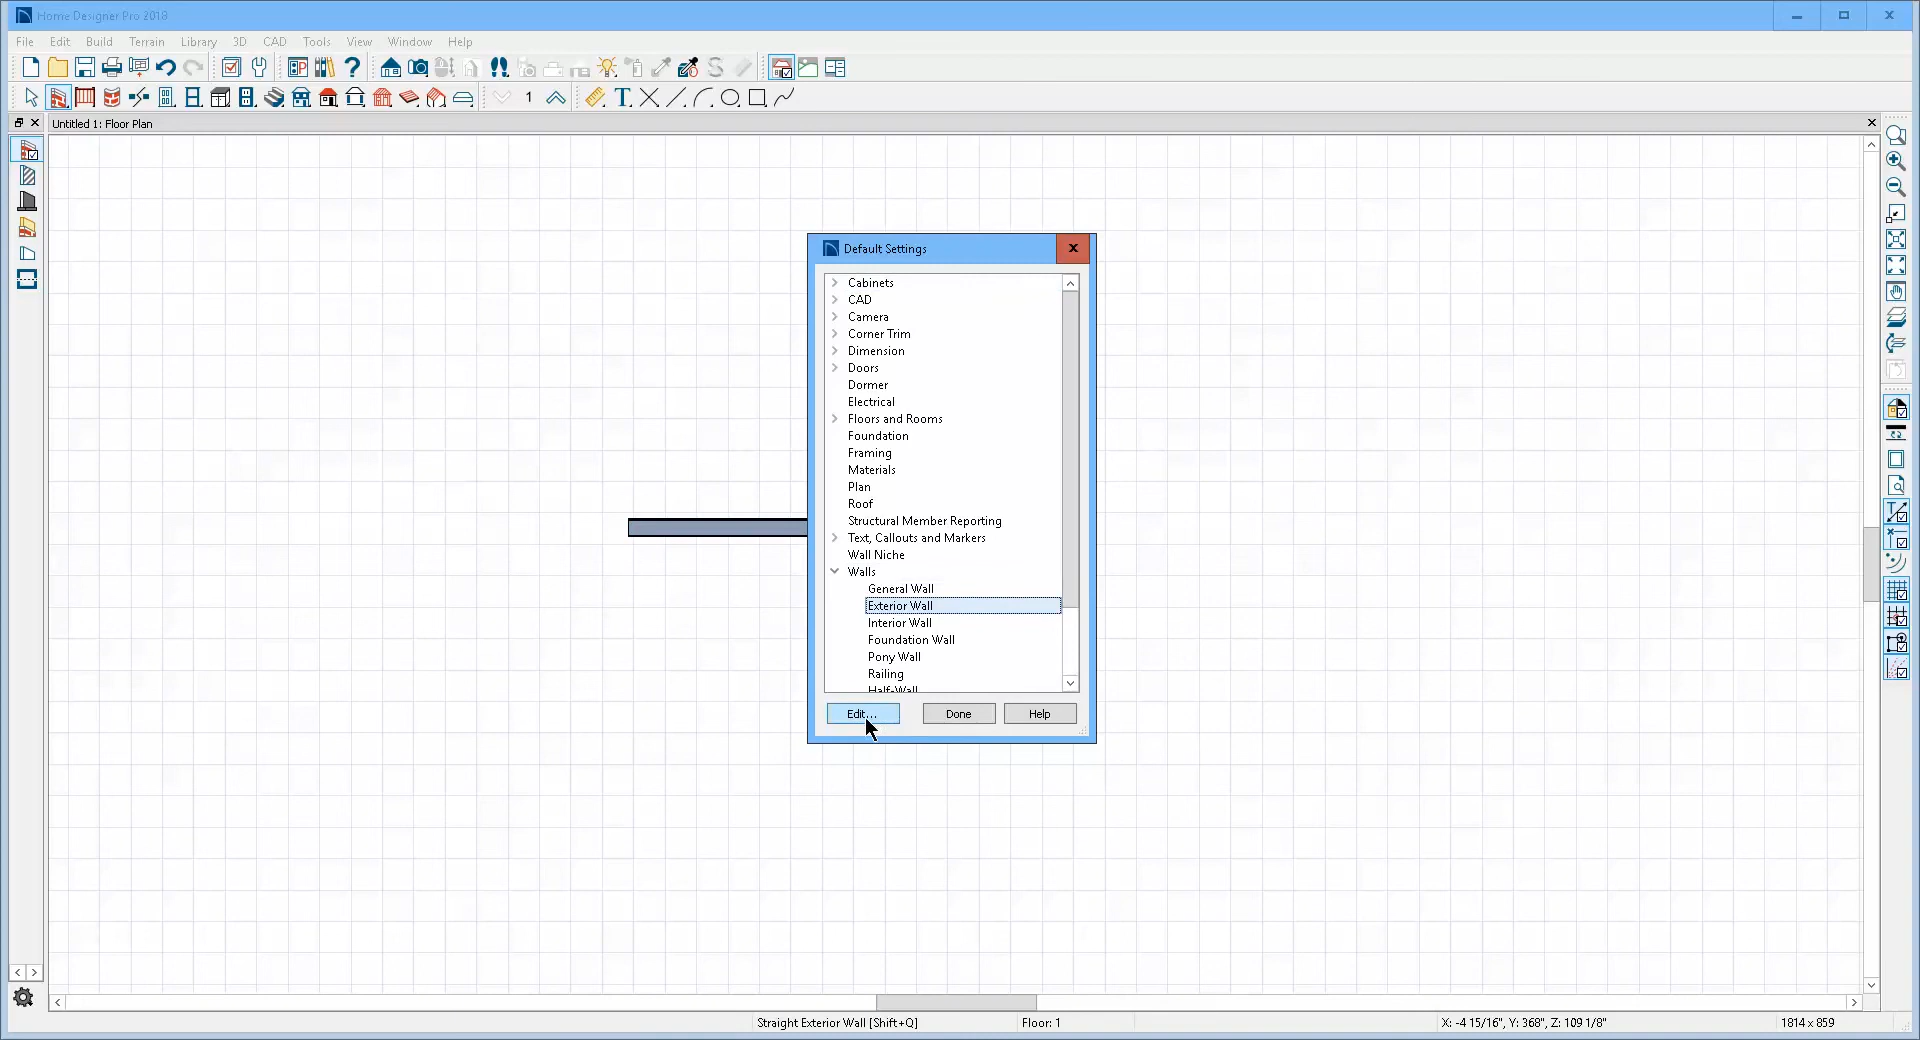 Home Designer Pro 2018
File Edit Build Terrain Library 3D CAD Tools View Window Help
1
Untitled 1: Floor Plan
Default Settings
Cabinets
CAD
Camera
Corner Trim
Dimension
Doors
Dormer
Electrical
Floors and Rooms
Foundation
Framing
Materials
Plan
Roof
Structural Member Reporting
Text, Callouts and Markers
Wall Niche
Walls
General Wall
Exterior Wall
Interior Wall
Foundation Wall
Pony Wall
Railing
Half-Wall
Edit... Done Help
Straight Exterior Wall [Shift+Q] Floor: 1 X: -4 15/16", Y: 368", Z: 109 1/8" 1814 x 859